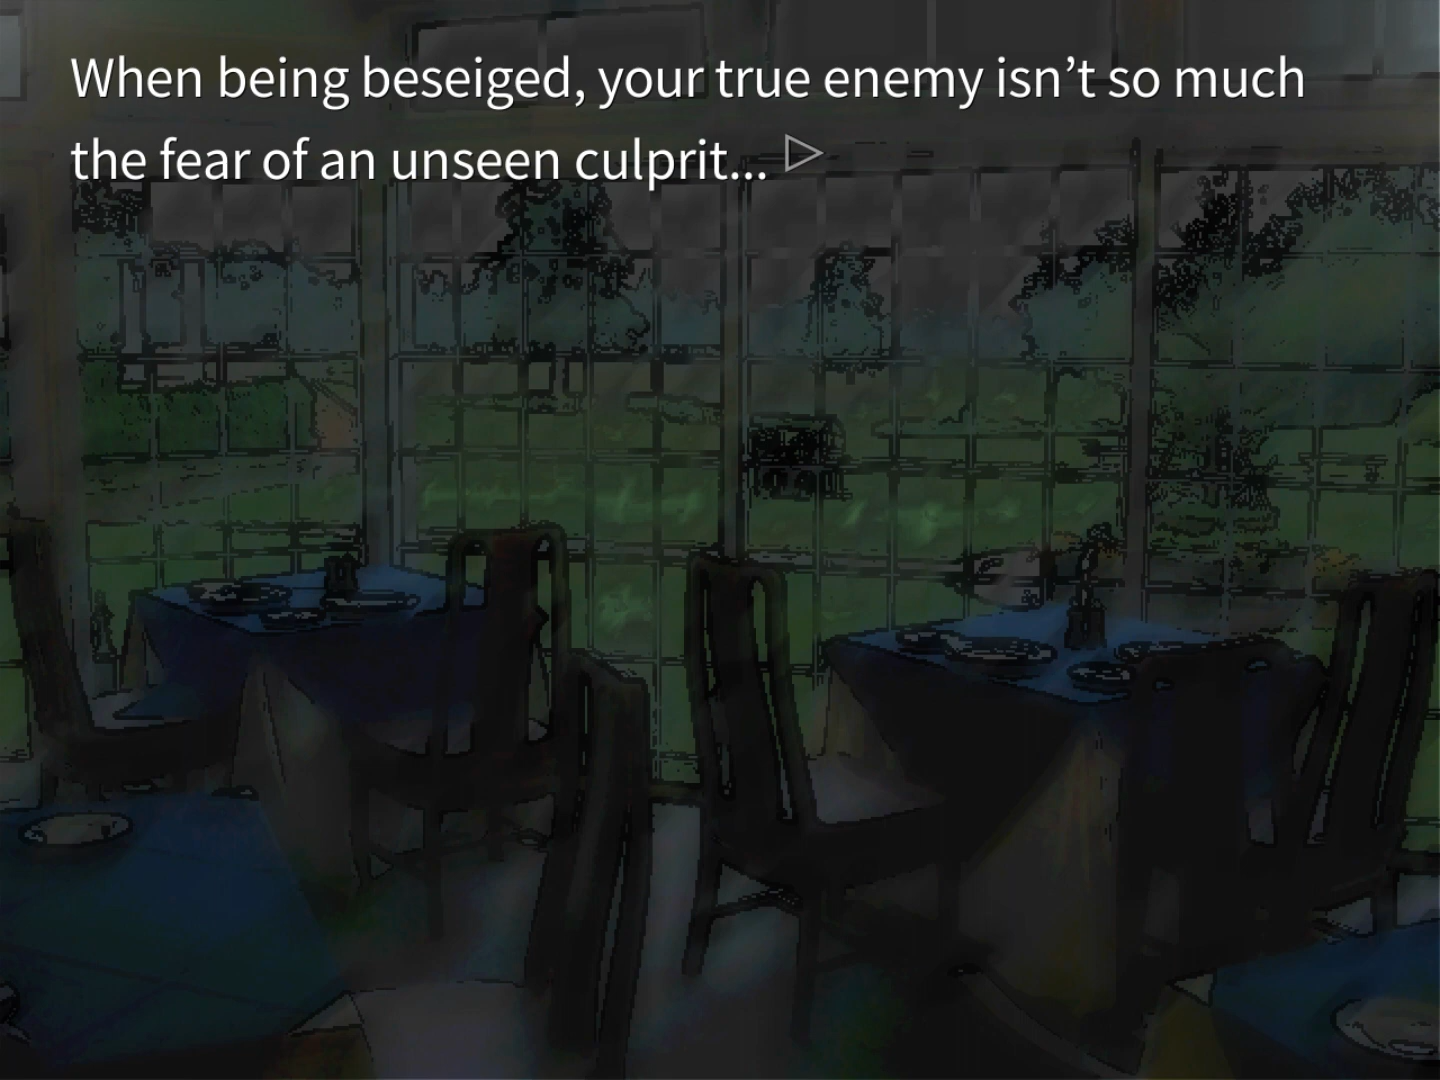 When being beseiged, your true enemy isn’t so much
the fear of an unseen culprit...